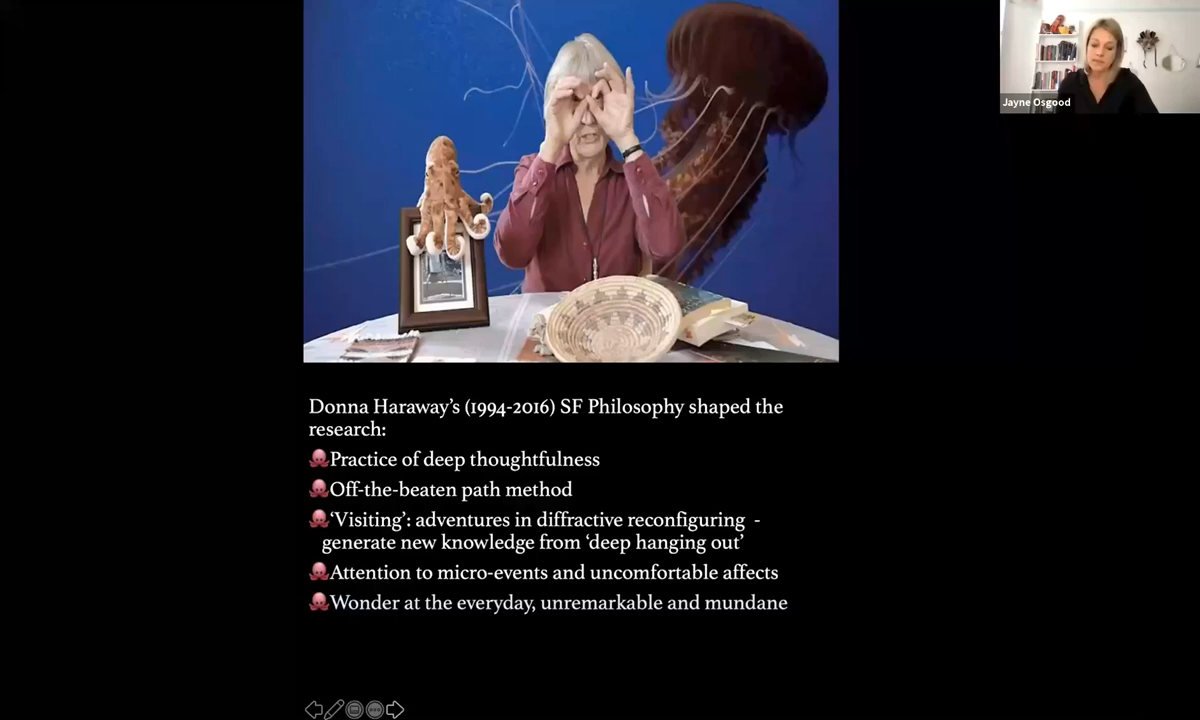 Jayne Osgood
Donna Haraway's (1994-2016) SF Philosophy shaped the
research:
Practice of deep thoughtfulness
Off-the-beaten path method
‘Visiting’: adventures in diffractive reconfiguring -
generate new knowledge from ‘deep hanging out’
Attention to micro-events and uncomfortable affects
Wonder at the everyday, unremarkable and mundane